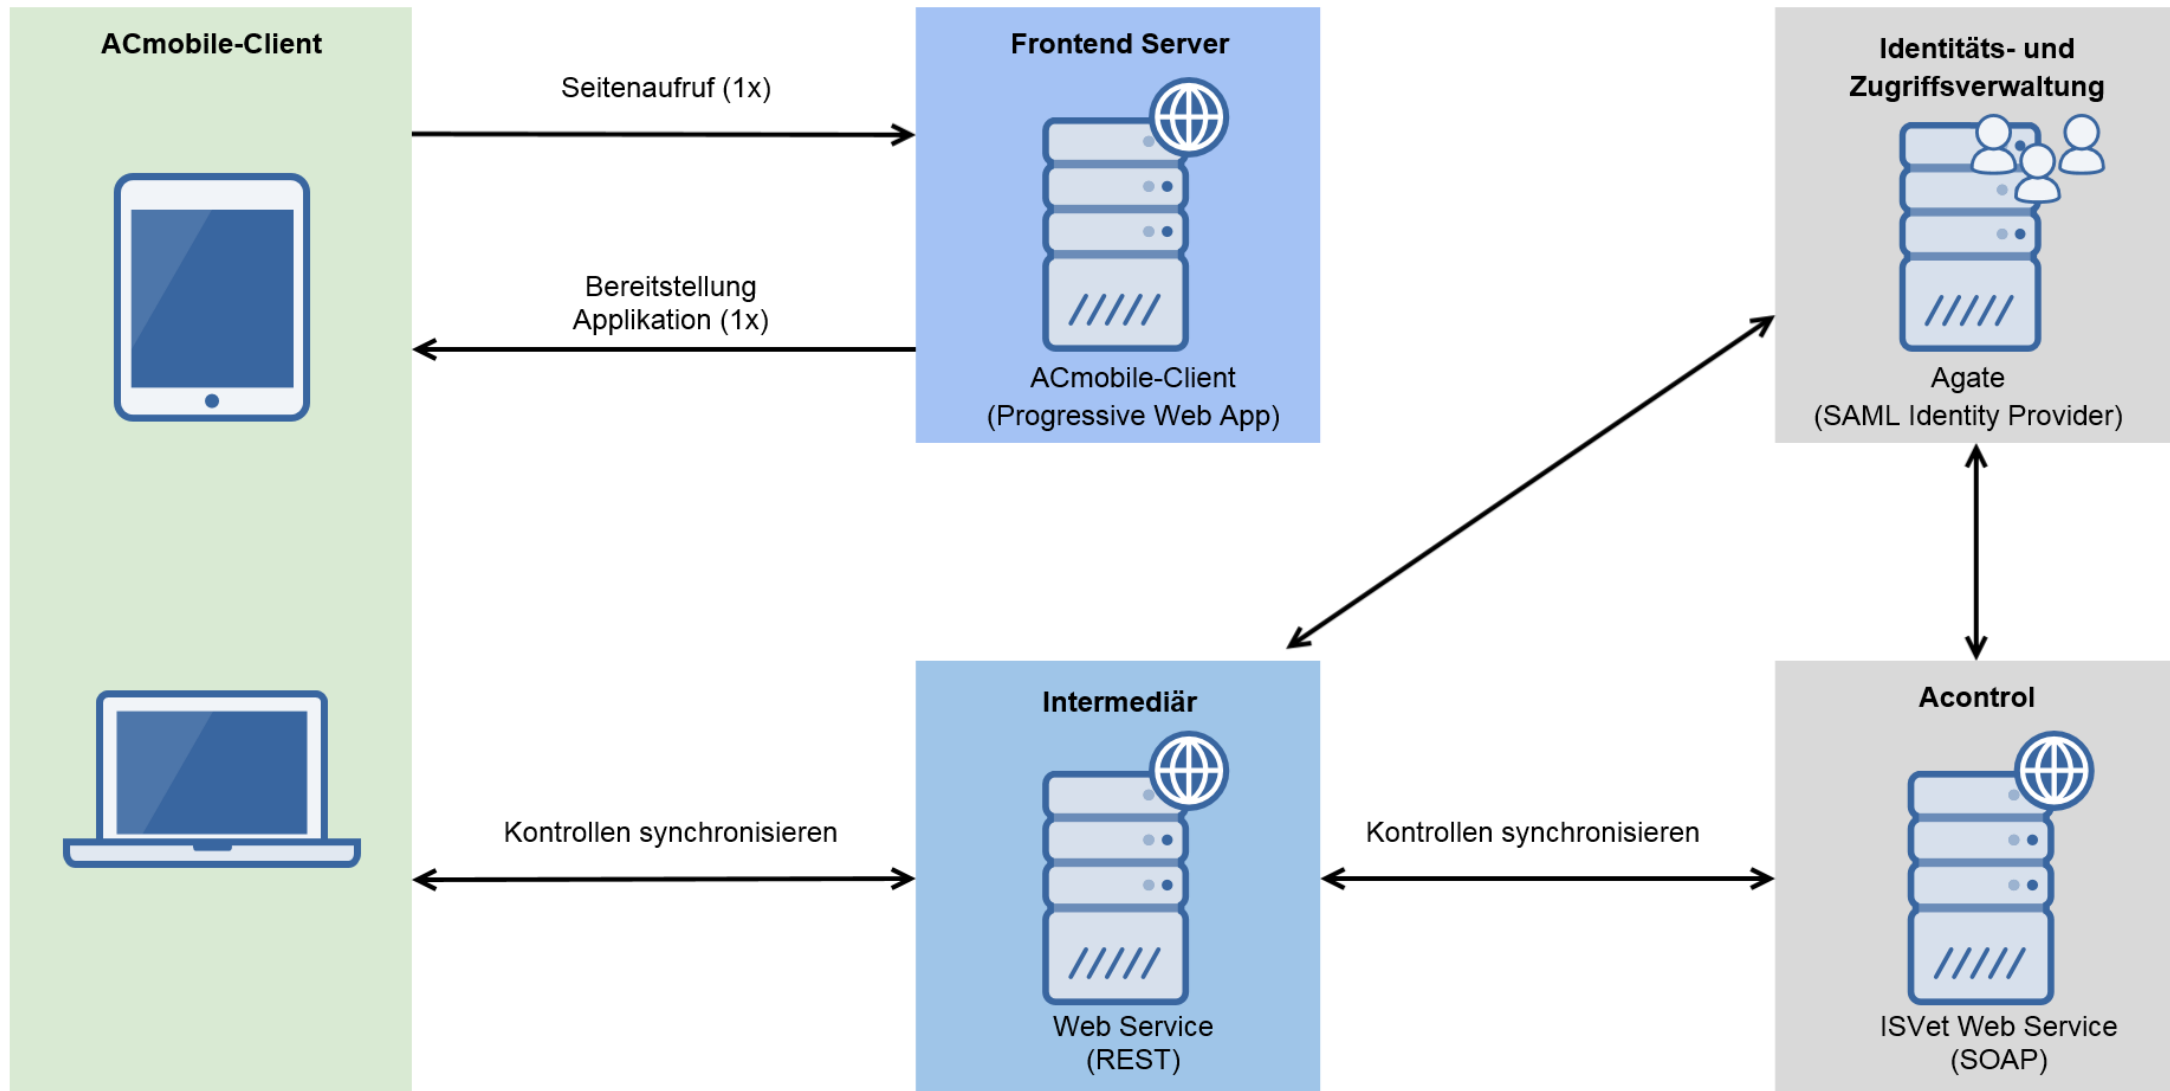 ACmobile-Client
Seitenaufruf (1x)
Bereitstellung
Applikation (1x)
Frontend Server
ACmobile-Client
(Progressive Web App)
Identitäts- und
Zugriffsverwaltung
Agate
(SAML Identity Provider)
Kontrollen synchronisieren
Intermediär
Web Service
(REST)
Kontrollen synchronisieren
Acontrol
ISVet Web Service
(SOAP)